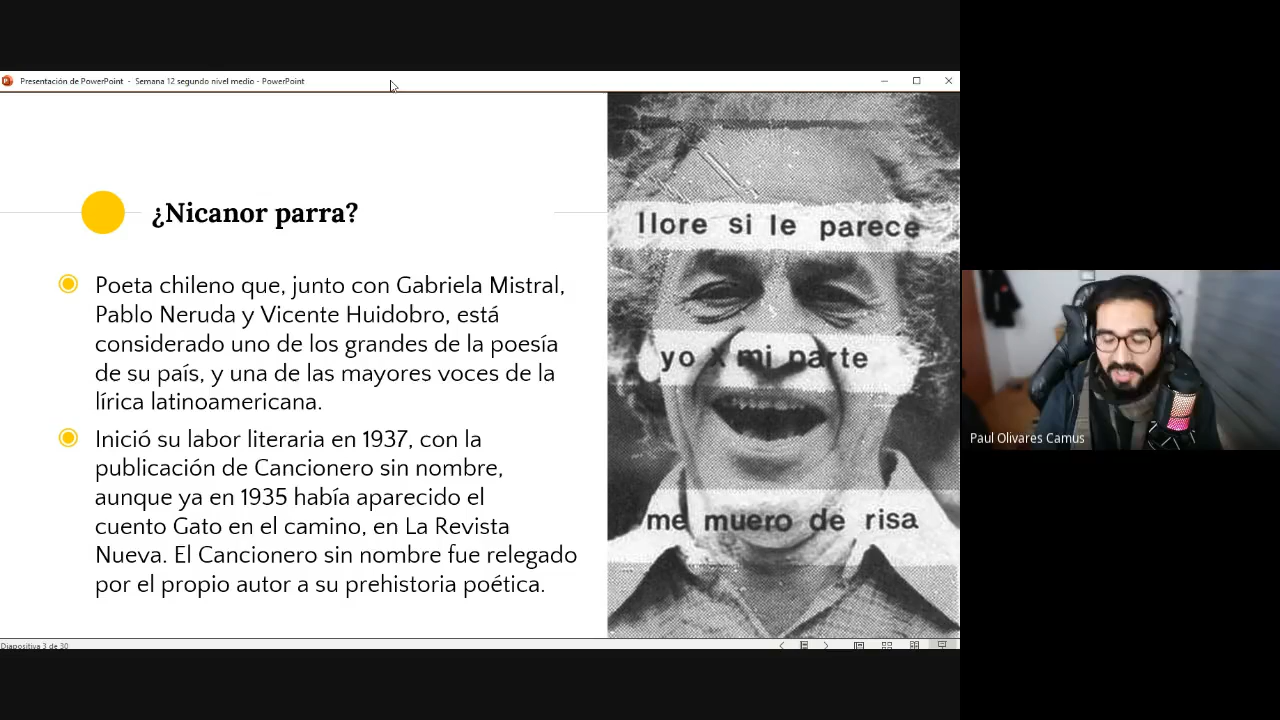 Presentación de PowerPoint - Semana 12 segundo nivel medio - PowerPoint
¿Nicanor parra?
Poeta chileno que, junto con Gabriela Mistral,
Pablo Neruda y Vicente Huidobro, está
considerado uno de los grandes de la poesía
de su país, y una de las mayores voces de la
lírica latinoamericana.
Inició su labor literaria en 1937, con la
publicación de Cancionero sin nombre,
aunque ya en 1935 había aparecido el
cuento Gato en el camino, en La Revista
Nueva. El Cancionero sin nombre fue relegado
por el propio autor a su prehistoria poética.
llore si le parece
yo x mi parte
me muero de risa
Diapositiva 3 de 30
Paul Olivares Camus